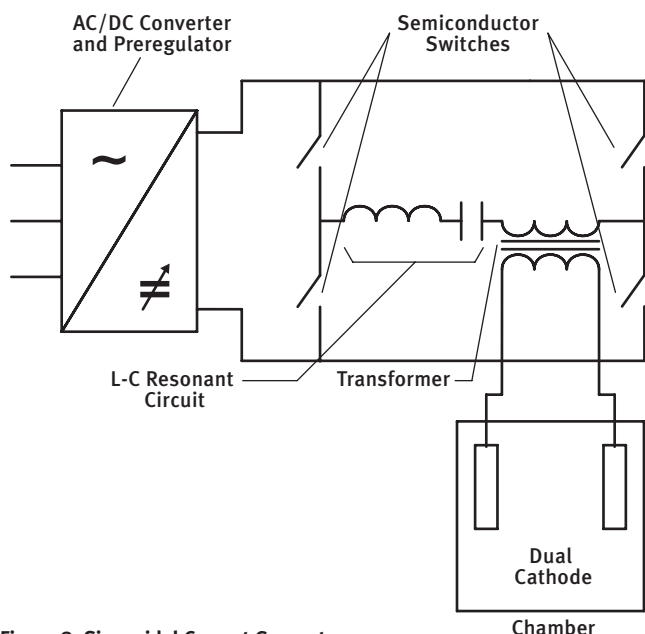 AC/DC Converter
and Preregulator
Semiconductor
Switches
~
=
L-C Resonant
Circuit
Transformer
Dual
Cathode
Chamber